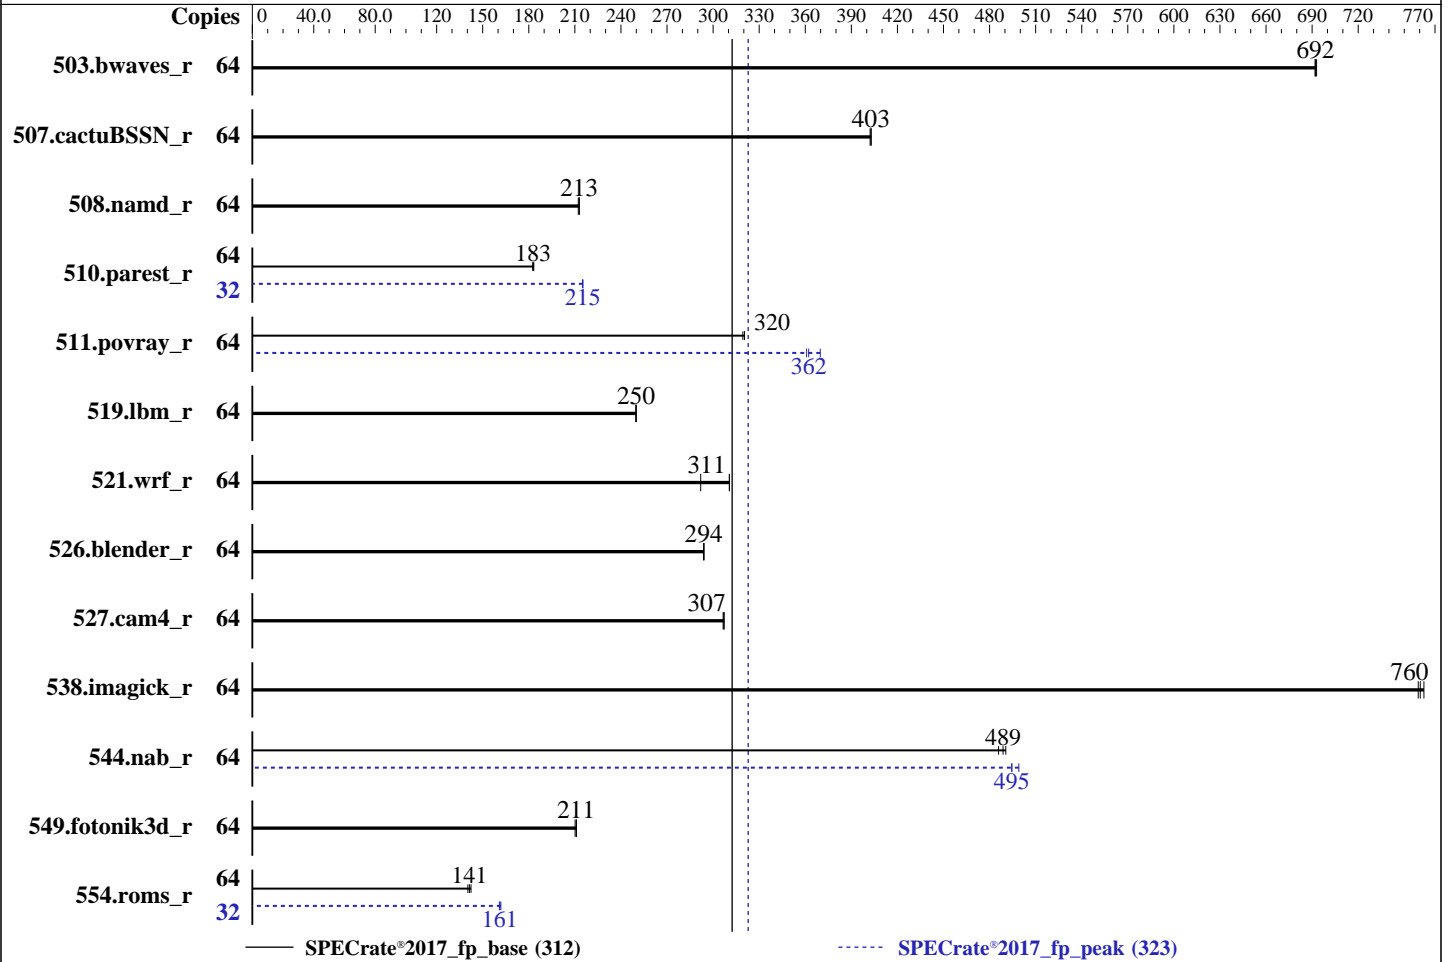 Copies 0 40.0 80.0 120 150 180 210 240 270 300 330 360 390 420 450 480 510 540 570 600 630 660 690 720 770
503.bwaves_r 64 692
507.cactuBSSN_r 64 403
508.namd_r 64 213
510.parest_r 64 183
32 215
511.povray_r 64 320
362
519.lbm_r 64 250
521.wrf_r 64 311
526.blender_r 64 294
527.cam4_r 64 307
538.imagick_r 64 760
544.nab_r 64 489
495
549.fotonik3d_r 64 211
554.roms_r 64 141
32 161
SPECrate®2017_fp_base (312) SPECrate®2017_fp_peak (323)